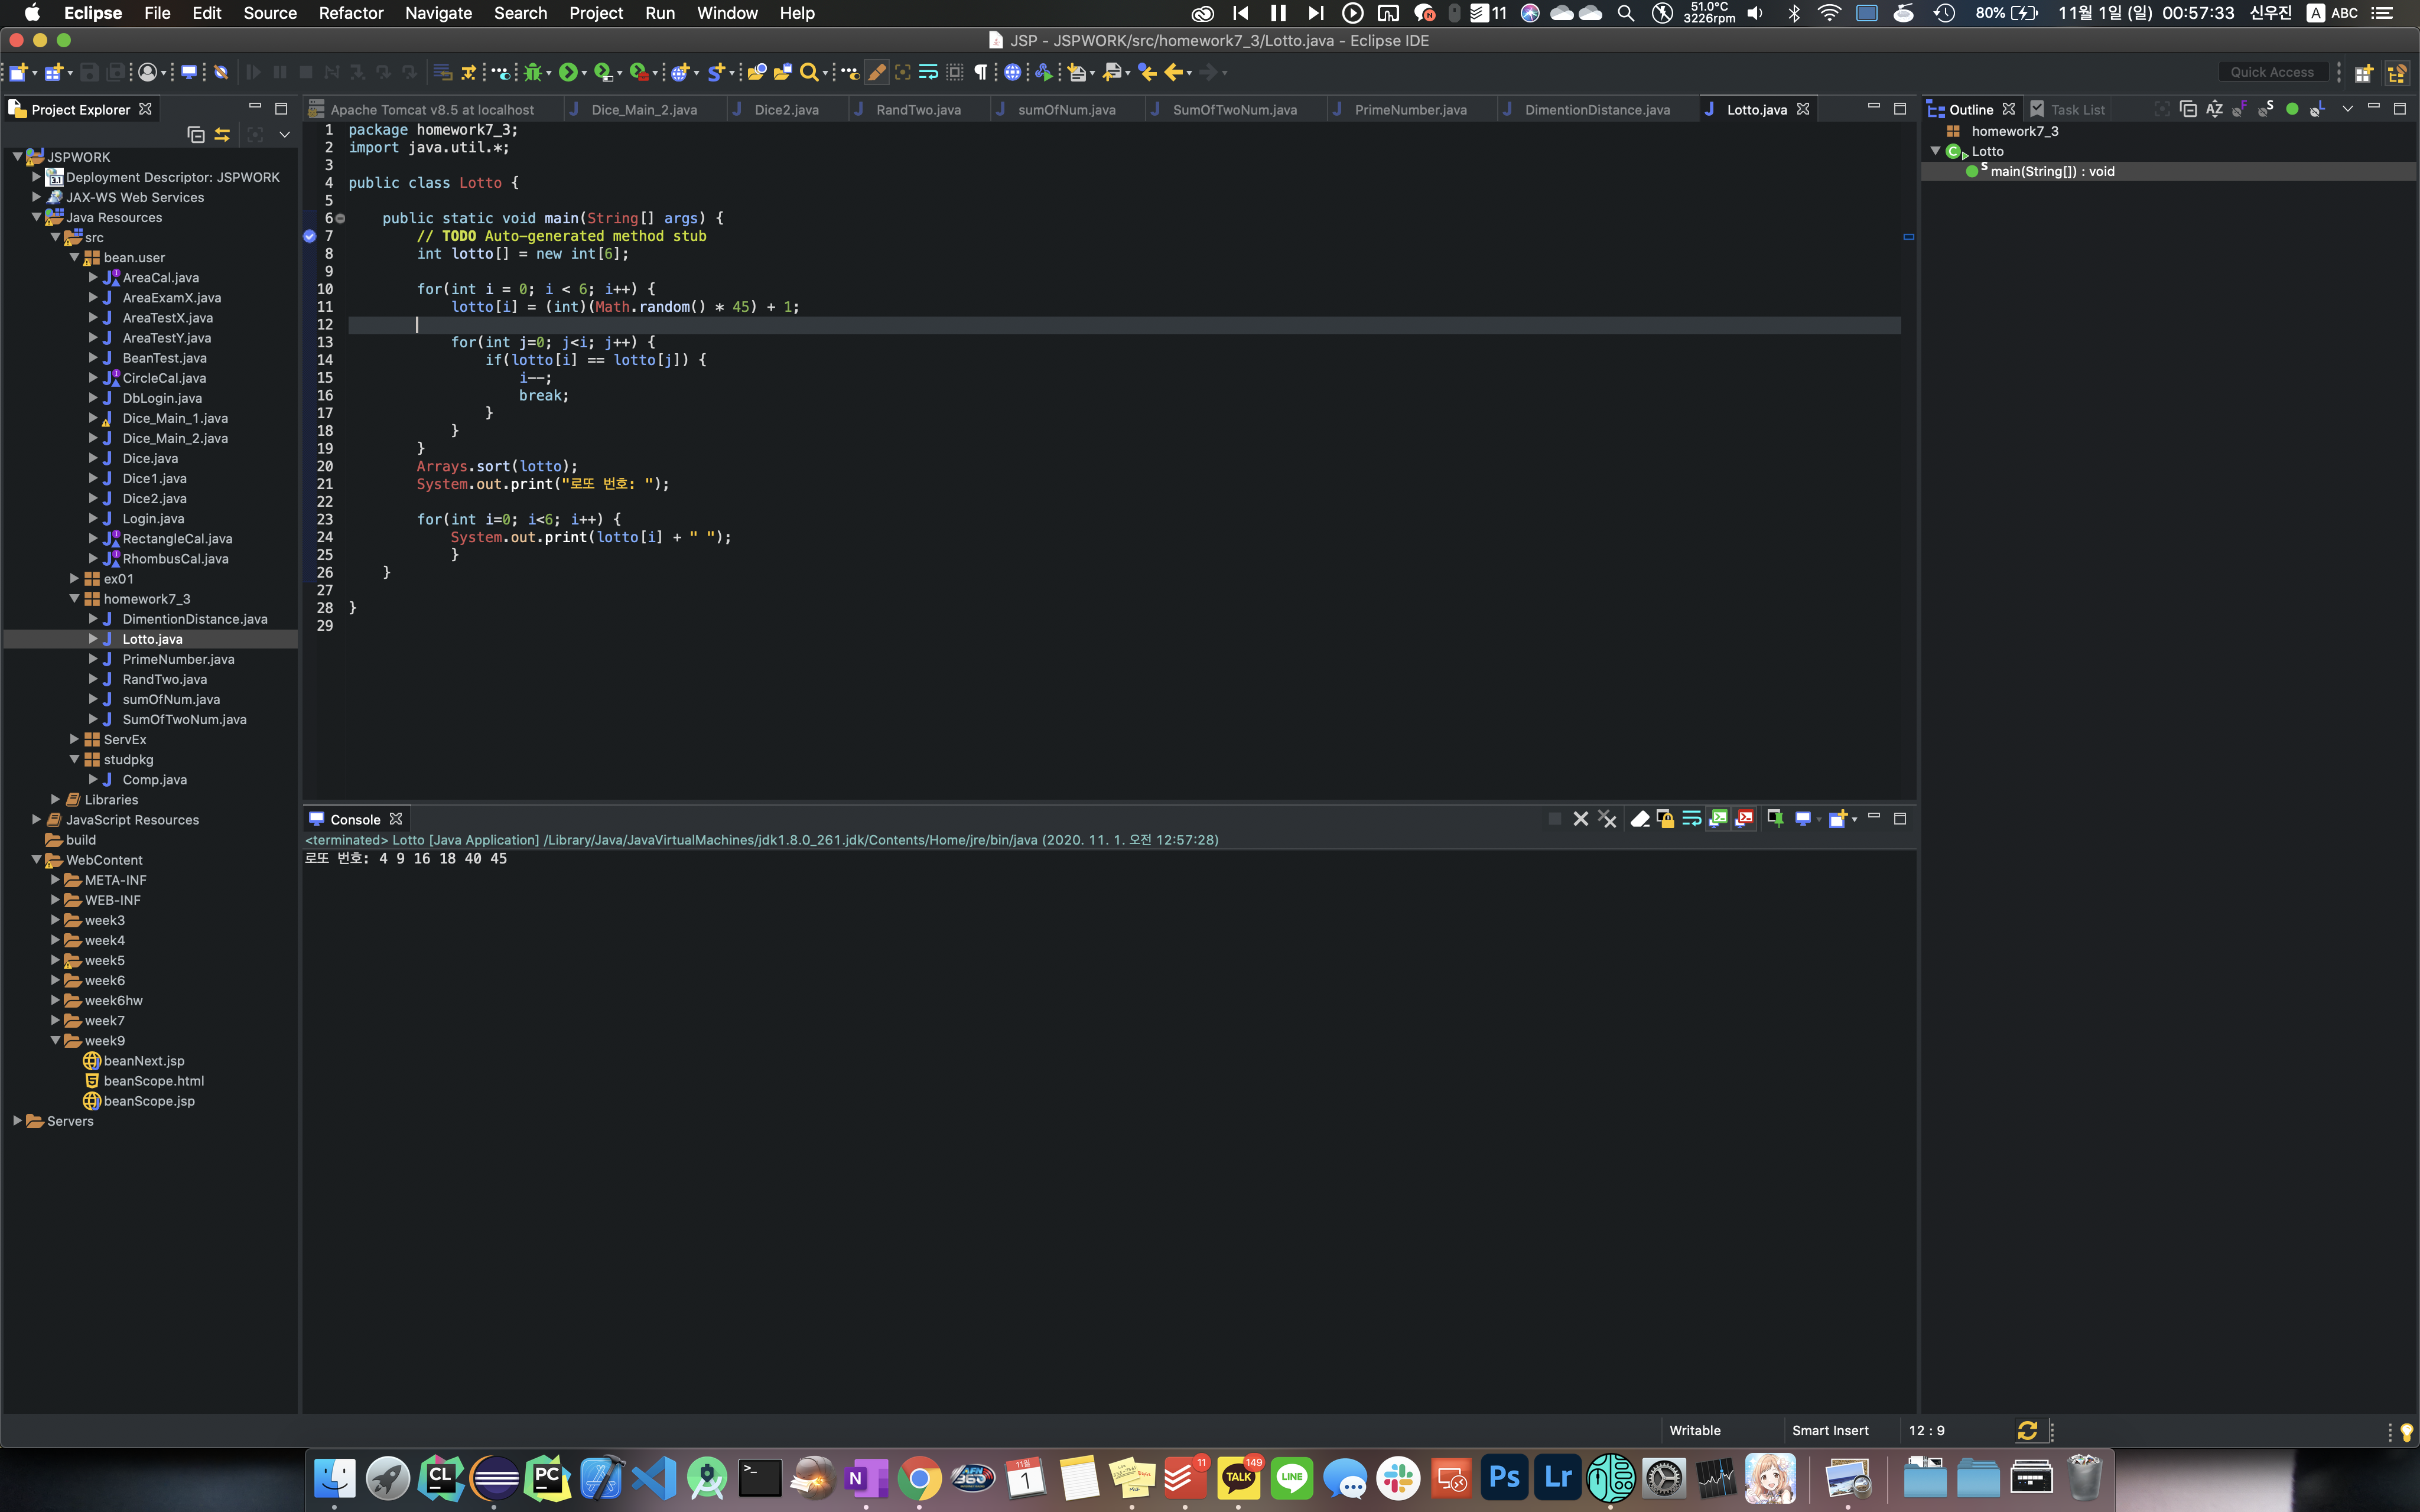 Eclipse File Edit Source Refactor Navigate Search Project Run Window Help
11 51.0°C 3226rpm 80% 11월 1일 (일) 00:57:33 신우진 A ABC
JSP - JSPWORK/src/homework7_3/Lotto.java - Eclipse IDE
Quick Access
Project Explorer
JSPWORK
Deployment Descriptor: JSPWORK
JAX-WS Web Services
Java Resources
src
bean.user
AreaCal.java
AreaExamX.java
AreaTestX.java
AreaTestY.java
BeanTest.java
CircleCal.java
DbLogin.java
Dice_Main_1.java
Dice_Main_2.java
Dice.java
Dice1.java
Dice2.java
Login.java
RectangleCal.java
RhombusCal.java
ex01
homework7_3
DimentionDistance.java
Lotto.java
PrimeNumber.java
RandTwo.java
sumOfNum.java
SumOfTwoNum.java
ServEx
studpkg
Comp.java
Libraries
JavaScript Resources
build
WebContent
META-INF
WEB-INF
week3
week4
week5
week6
week6hw
week7
week9
beanNext.jsp
beanScope.html
beanScope.jsp
Servers
Apache Tomcat v8.5 at localhost Dice_Main_2.java Dice2.java RandTwo.java sumOfNum.java SumOfTwoNum.java PrimeNumber.java DimentionDistance.java Lotto.java
1 package homework7_3;
2 import java.util.*;
3
4 public class Lotto {
5
6 public static void main(String[] args) {
7 // TODO Auto-generated method stub
8 int lotto[] = new int[6];
9
10 for(int i = 0; i < 6; i++) {
11 lotto[i] = (int)(Math.random() * 45) + 1;
12
13 for(int j=0; j<i; j++) {
14 if(lotto[i] == lotto[j]) {
15 i--;
16 break;
17 }
18 }
19 }
20 Arrays.sort(lotto);
21 System.out.print("로또 번호: ");
22
23 for(int i=0; i<6; i++) {
24 System.out.print(lotto[i] + " ");
25 }
26 }
27
28 }
29
Console
<terminated> Lotto [Java Application] /Library/Java/JavaVirtualMachines/jdk1.8.0_261.jdk/Contents/Home/jre/bin/java (2020. 11. 1. 오전 12:57:28)
로또 번호: 4 9 16 18 40 45
Outline Task List
homework7_3
Lotto
main(String[]) : void
Writable Smart Insert 12 : 9
CL PC N 11월 1 11 TALK 149 LINE Ps Lr